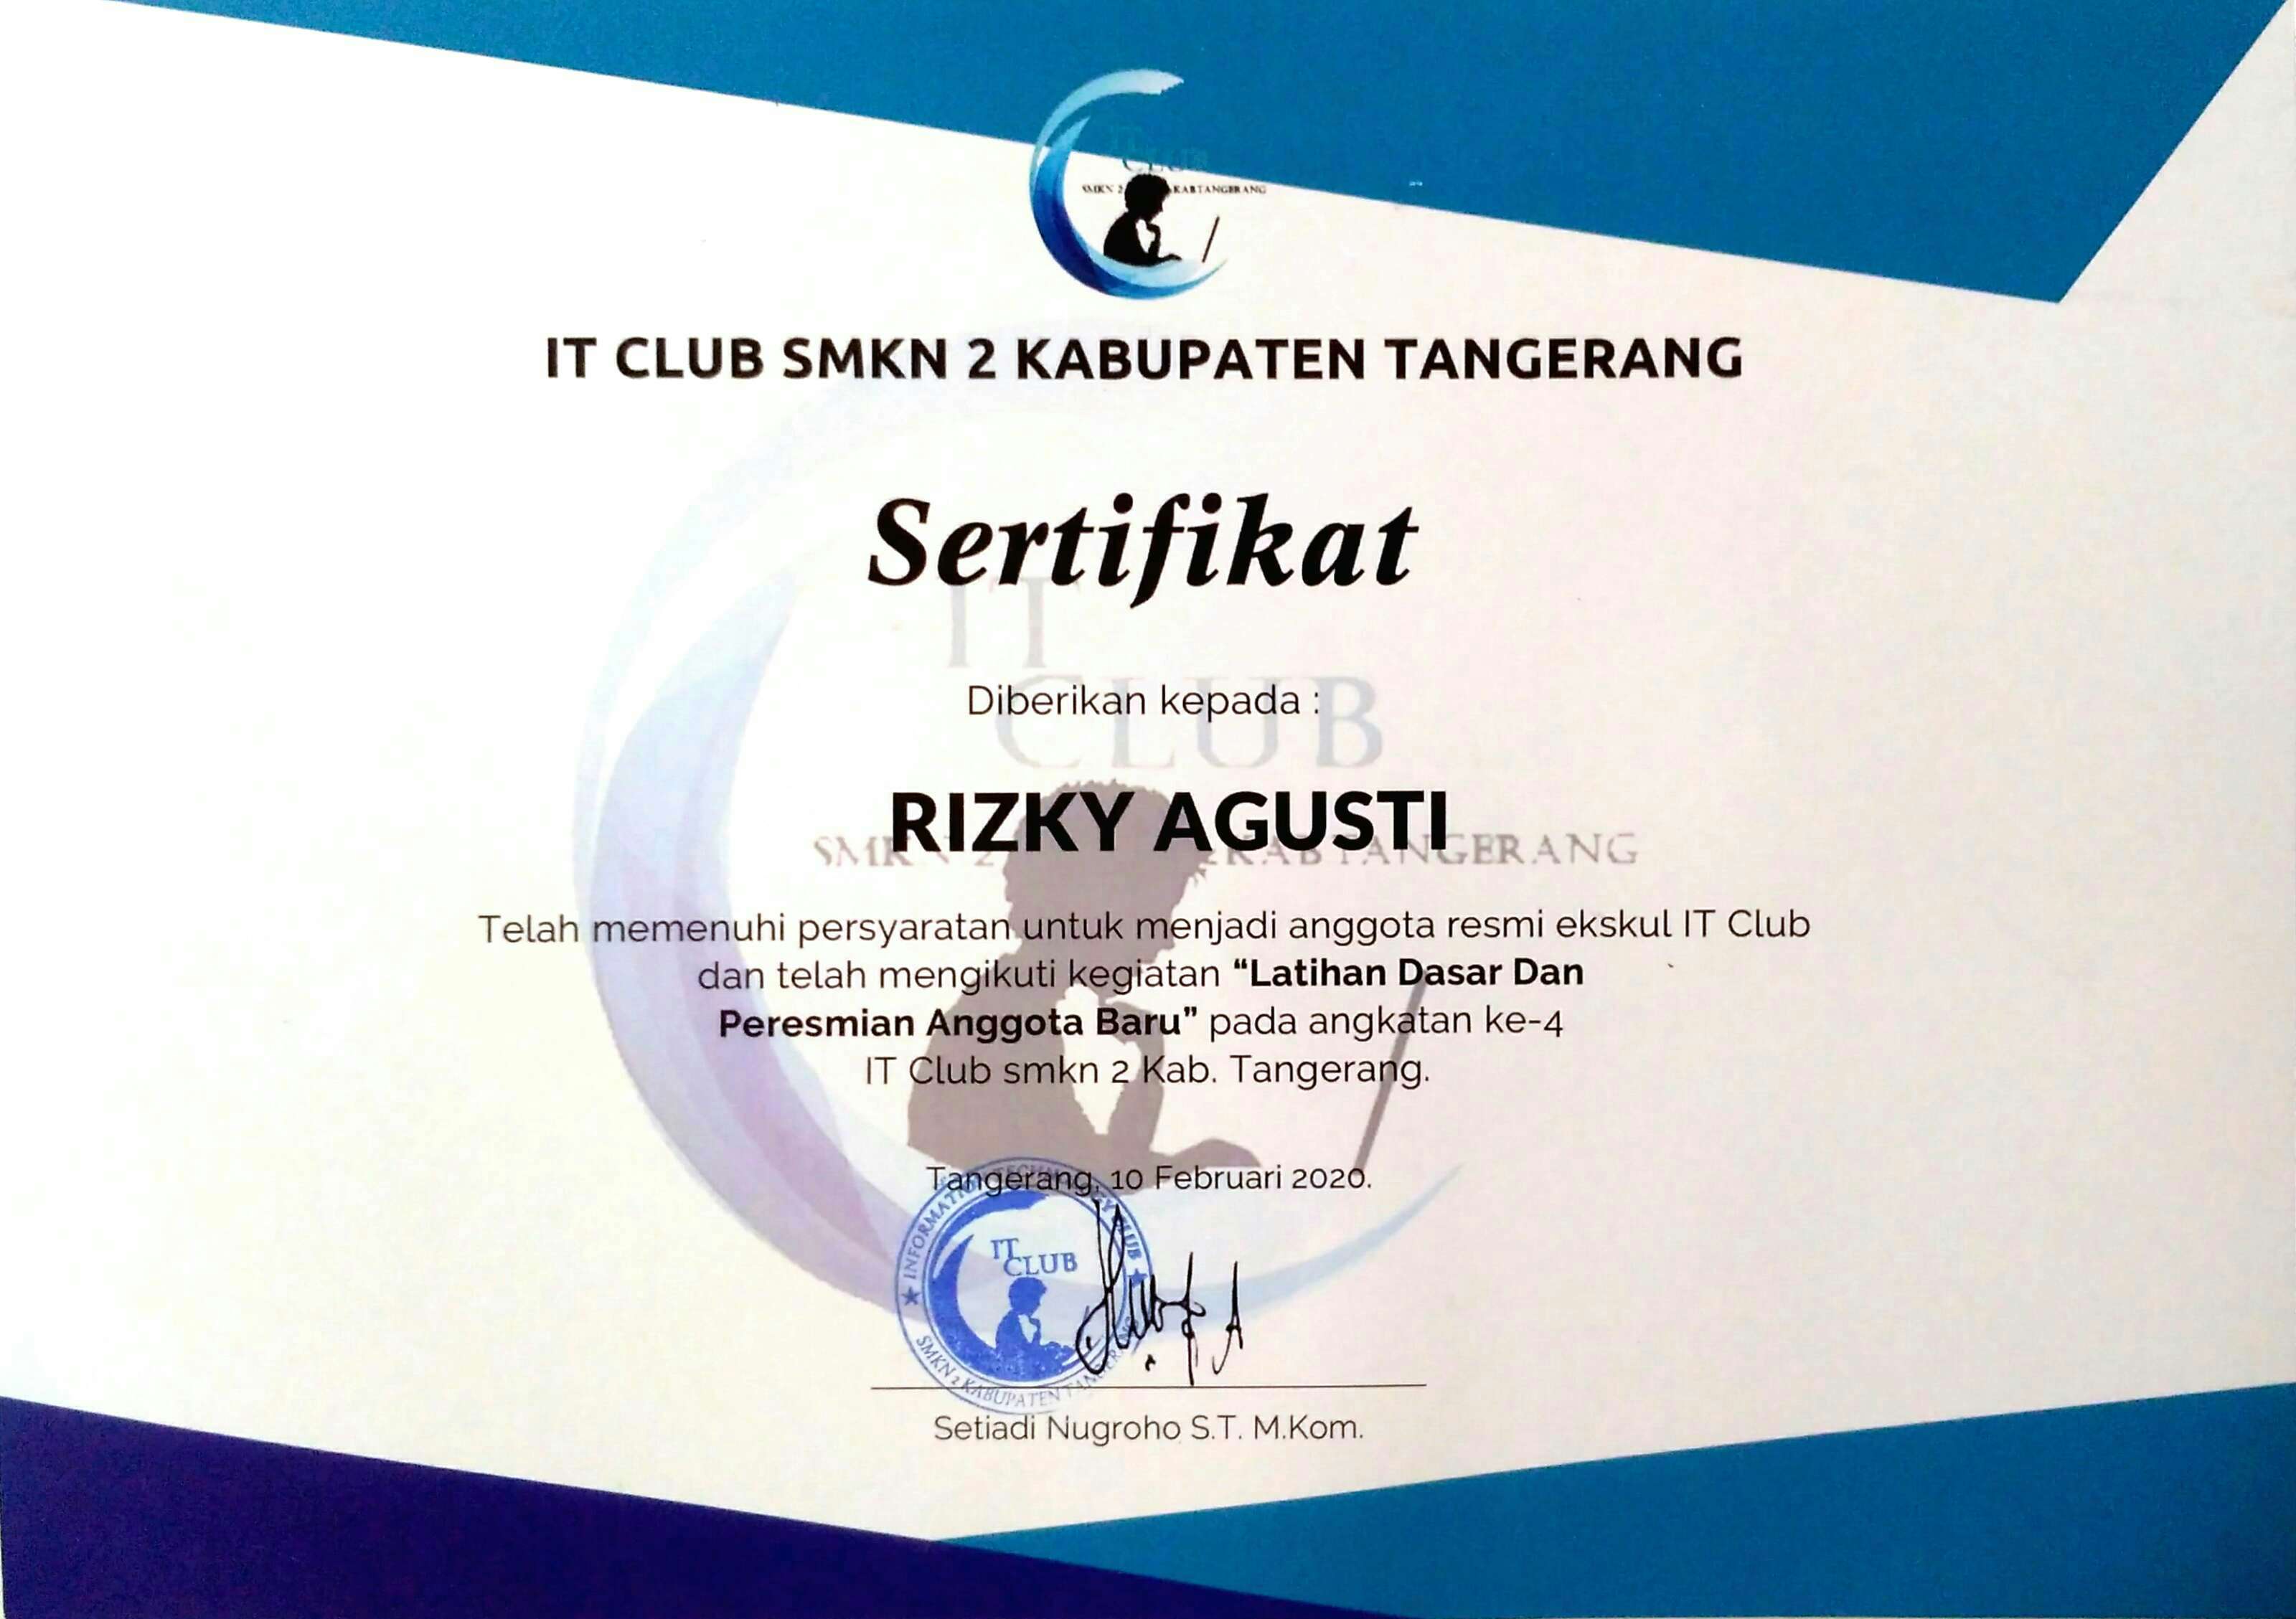 IT
CLUB
SMKN 2 KABTANGERANG
IT CLUB SMKN 2 KABUPATEN TANGERANG
Sertifikat
IT
CLUB
Diberikan kepada :
RIZKY AGUSTI
SMKN 2 KAB TANGERANG
Telah memenuhi persyaratan untuk menjadi anggota resmi ekskul IT Club
dan telah mengikuti kegiatan “Latihan Dasar Dan
Peresmian Anggota Baru” pada angkatan ke-4
IT Club smkn 2 Kab. Tangerang.
Tangerang, 10 Februari 2020.
INFORMATION TECHNOLOGY CLUB
IT
CLUB
SMKN 2 KABUPATEN TANGERANG
Setiadi Nugroho S.T. M.Kom.